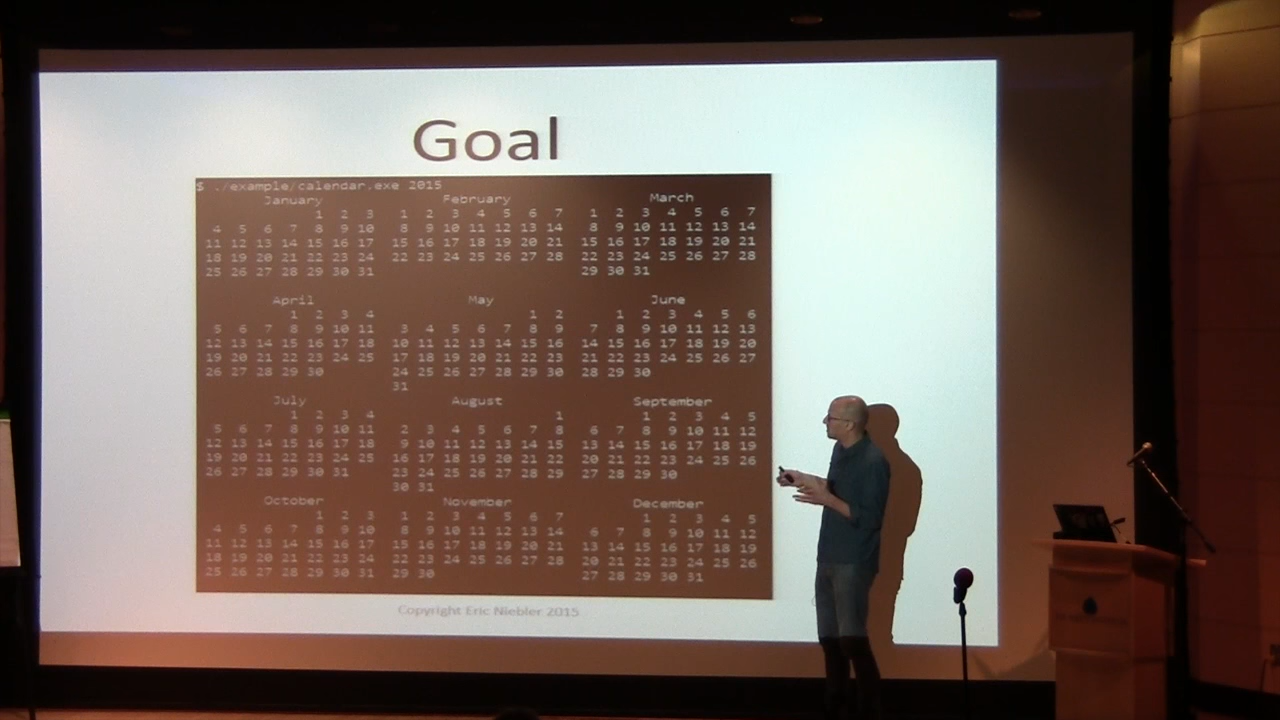 Goal
$ ./example/calendar.exe 2015
January February March
1 2 3 1 2 3 4 5 6 7 1 2 3 4 5 6 7
4 5 6 7 8 9 10 8 9 10 11 12 13 14 8 9 10 11 12 13 14
11 12 13 14 15 16 17 15 16 17 18 19 20 21 15 16 17 18 19 20 21
18 19 20 21 22 23 24 22 23 24 25 26 27 28 22 23 24 25 26 27 28
25 26 27 28 29 30 31 29 30 31
April May June
1 2 3 4 1 2 1 2 3 4 5 6
5 6 7 8 9 10 11 3 4 5 6 7 8 9 7 8 9 10 11 12 13
12 13 14 15 16 17 18 10 11 12 13 14 15 16 14 15 16 17 18 19 20
19 20 21 22 23 24 25 17 18 19 20 21 22 23 21 22 23 24 25 26 27
26 27 28 29 30 24 25 26 27 28 29 30 28 29 30
31
July August September
1 2 3 4 1 1 2 3 4 5
5 6 7 8 9 10 11 2 3 4 5 6 7 8 6 7 8 9 10 11 12
12 13 14 15 16 17 18 9 10 11 12 13 14 15 13 14 15 16 17 18 19
19 20 21 22 23 24 25 16 17 18 19 20 21 22 20 21 22 23 24 25 26
26 27 28 29 30 31 23 24 25 26 27 28 29 27 28 29 30
30 31
October November December
1 2 3 1 2 3 4 5 6 7 1 2 3 4 5
4 5 6 7 8 9 10 8 9 10 11 12 13 14 6 7 8 9 10 11 12
11 12 13 14 15 16 17 15 16 17 18 19 20 21 13 14 15 16 17 18 19
18 19 20 21 22 23 24 22 23 24 25 26 27 28 20 21 22 23 24 25 26
25 26 27 28 29 30 31 29 30 27 28 29 30 31
Copyright Eric Niebler 2015